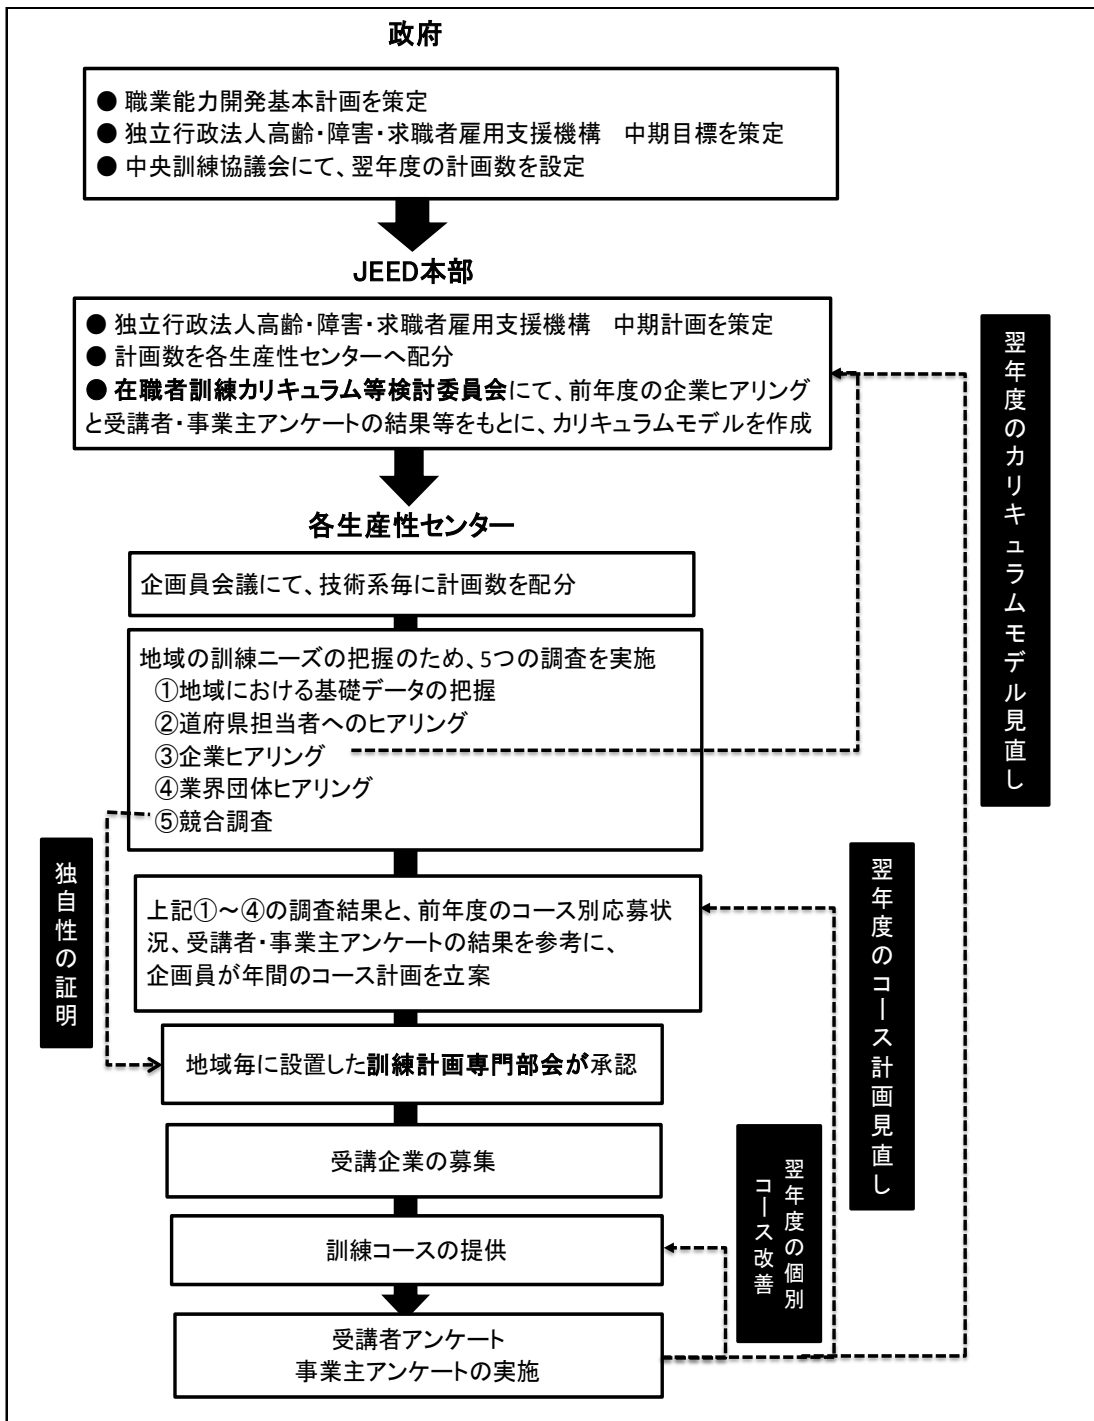 政府
● 職業能力開発基本計画を策定
● 独立行政法人高齢・障害・求職者雇用支援機構　中期目標を策定
● 中央訓練協議会にて、翌年度の計画数を設定
JEED本部
● 独立行政法人高齢・障害・求職者雇用支援機構　中期計画を策定
● 計画数を各生産性センターへ配分
● 在職者訓練カリキュラム等検討委員会にて、前年度の企業ヒアリング
と受講者・事業主アンケートの結果等をもとに、カリキュラムモデルを作成
各生産性センター
企画員会議にて、技術系毎に計画数を配分
地域の訓練ニーズの把握のため、5つの調査を実施
①地域における基礎データの把握
②道府県担当者へのヒアリング
③企業ヒアリング
④業界団体ヒアリング
⑤競合調査
上記①～④の調査結果と、前年度のコース別応募状
況、受講者・事業主アンケートの結果を参考に、
企画員が年間のコース計画を立案
地域毎に設置した訓練計画専門部会が承認
受講企業の募集
訓練コースの提供
受講者アンケート
事業主アンケートの実施
独自性の証明
翌年度の個別
コース改善
翌年度のコース計画見直し
翌年度のカリキュラムモデル見直し